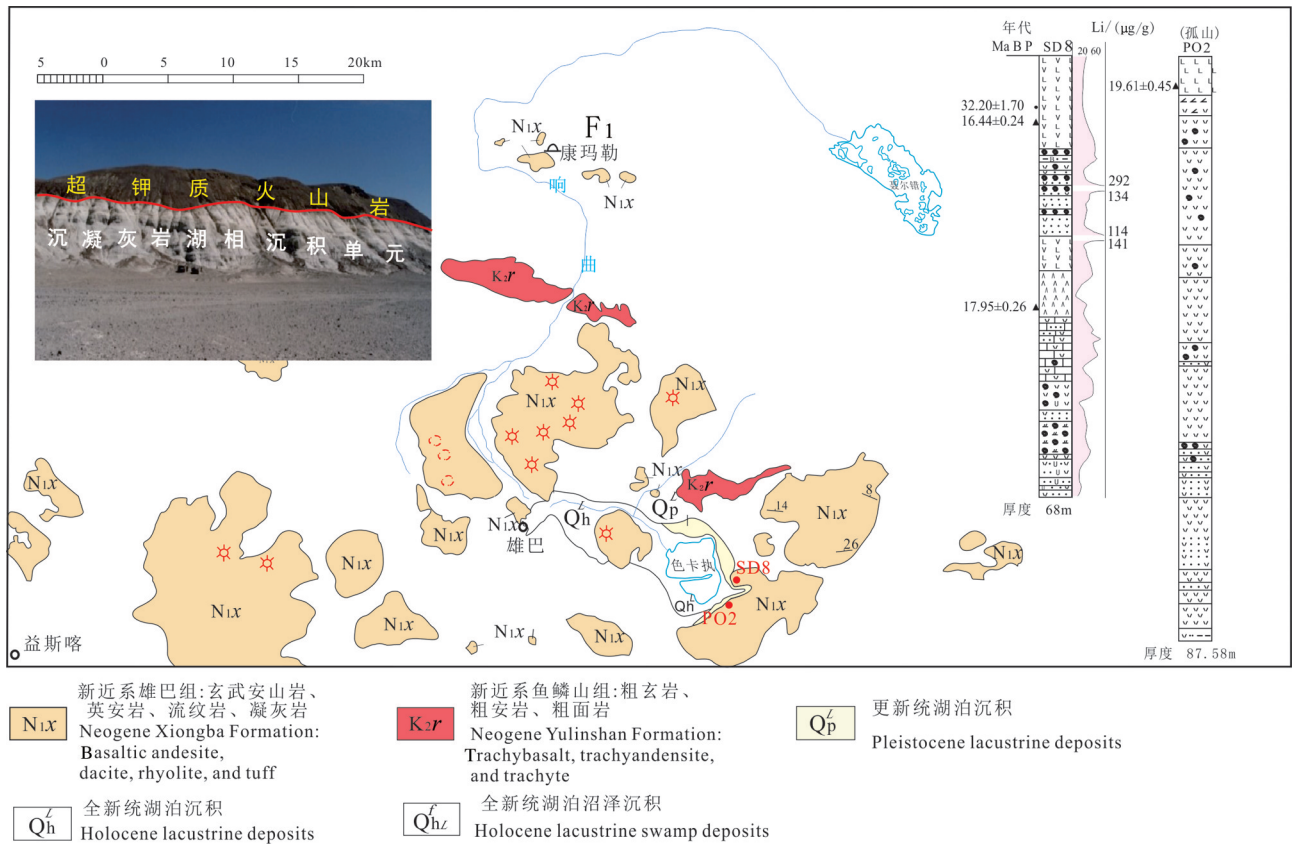 5 0 5 10 15 20km
超钾质火山岩
沉凝灰岩湖相沉积单元
N₁x
F1
康玛勒
N₁x
响
曲
K₂r
K₂r
N₁x
N₁x
N₁x
N₁x
K₂r
N₁x
N₁x
雄巴
N₁x
Qhᴸ
Qpᴸ
色卡执
Qhᴸ
SD8
PO2
N₁x
8
14
N₁x
26
N₁x
N₁x
N₁x
N₁x
N₁x
N₁x
益斯喀
年代
Ma B P
SD8
Li/(μg/g)
20 60
32.20±1.70
16.44±0.24
17.95±0.26
292
134
114
141
厚度 68m
(孤山)
PO2
19.61±0.45
厚度 87.58m
N₁x
新近系雄巴组:玄武安山岩、
英安岩、流纹岩、凝灰岩
Neogene Xiongba Formation:
Basaltic andesite,
dacite, rhyolite, and tuff
K₂r
新近系鱼鳞山组:粗玄岩、
粗安岩、粗面岩
Neogene Yulinshan Formation:
Trachybasalt, trachyandensite,
and trachyte
Qpᴸ
更新统湖泊沉积
Pleistocene lacustrine deposits
Qhᴸ
全新统湖泊沉积
Holocene lacustrine deposits
Qhʟᶠ
全新统湖泊沼泽沉积
Holocene lacustrine swamp deposits